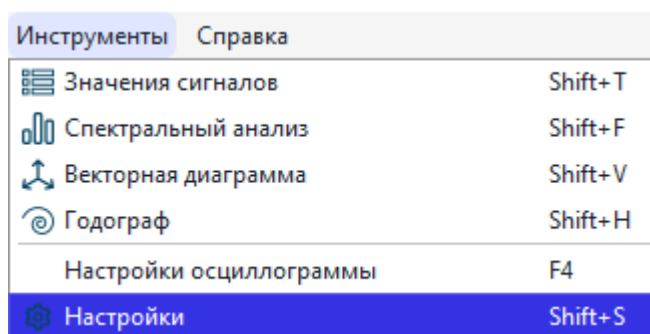 Инструменты Справка
Значения сигналов Shift+T
Спектральный анализ Shift+F
Векторная диаграмма Shift+V
Годограф Shift+H
Настройки осциллограммы F4
Настройки Shift+S